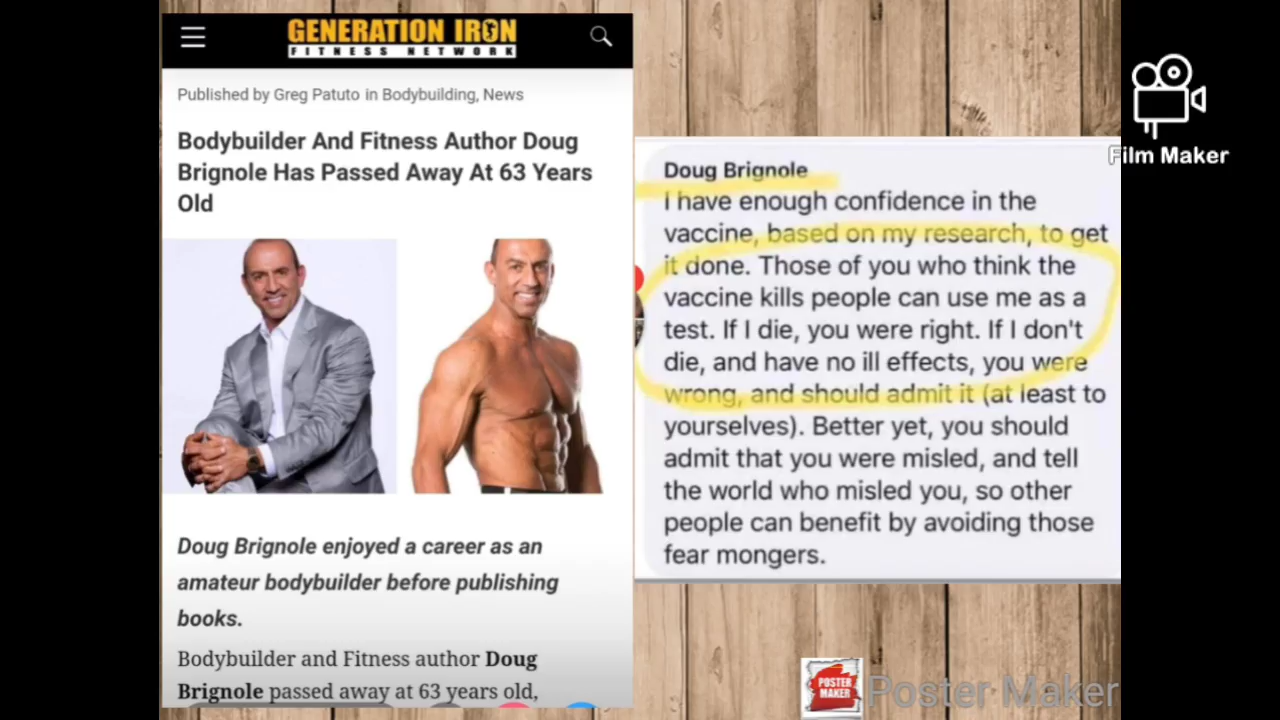 GENERATION IRON
FITNESS NETWORK
Published by Greg Patuto in Bodybuilding, News
Bodybuilder And Fitness Author Doug
Brignole Has Passed Away At 63 Years
Old
Doug Brignole enjoyed a career as an
amateur bodybuilder before publishing
books.
Bodybuilder and Fitness author Doug
Brignole passed away at 63 years old,
Doug Brignole
I have enough confidence in the
vaccine, based on my research, to get
it done. Those of you who think the
vaccine kills people can use me as a
test. If I die, you were right. If I don't
die, and have no ill effects, you were
wrong, and should admit it (at least to
yourselves). Better yet, you should
admit that you were misled, and tell
the world who misled you, so other
people can benefit by avoiding those
fear mongers.
Film Maker
POSTER
MAKER
Poster Maker